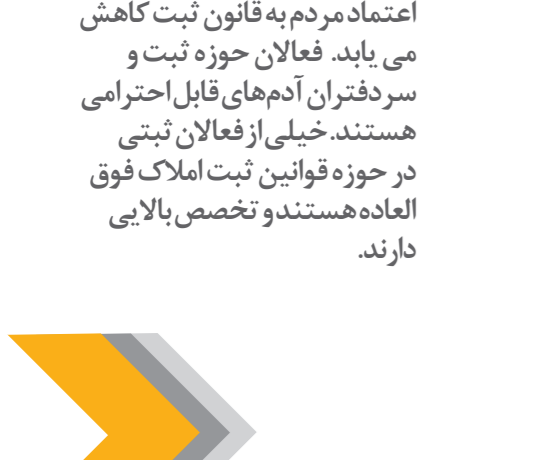 اعتماد مردم به قانون ثبت کاهش
می یابد. فعالان حوزه ثبت و
سردفتران آدم‌های قابل احترامی
هستند. خیلی از فعالان ثبتی
در حوزه قوانین ثبت املاک فوق
العاده هستند و تخصص بالایی
دارند.